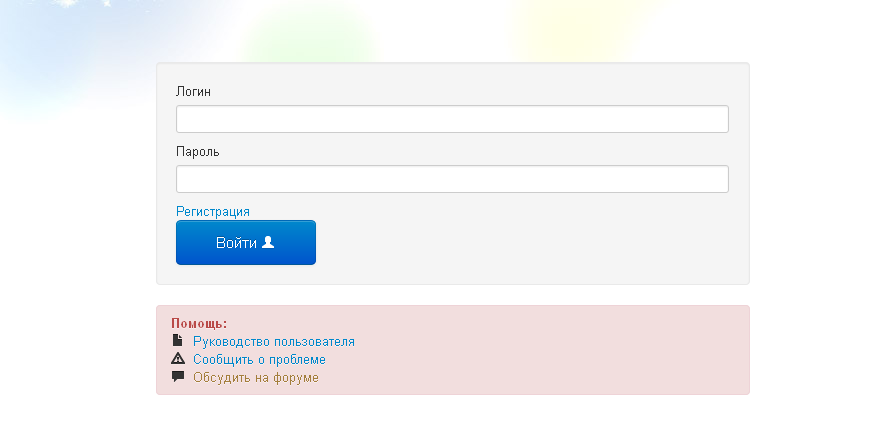 Логин
Пароль
Регистрация
Войти
Помощь:
Руководство пользователя
Сообщить о проблеме
Обсудить на форуме